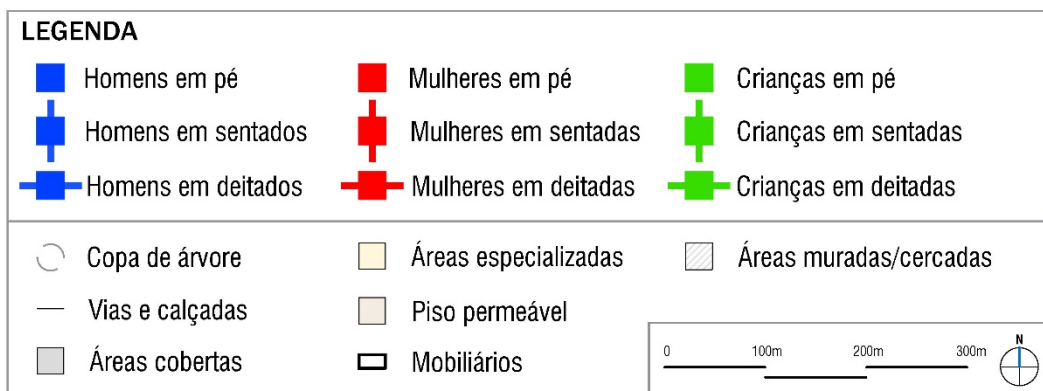 LEGENDA
Homens em pé Mulheres em pé Crianças em pé
Homens em sentados Mulheres em sentadas Crianças em sentadas
Homens em deitados Mulheres em deitadas Crianças em deitadas
Copa de árvore Áreas especializadas Áreas muradas/cercadas
Vias e calçadas Piso permeável
Áreas cobertas Mobiliários
0 100m 200m 300m N